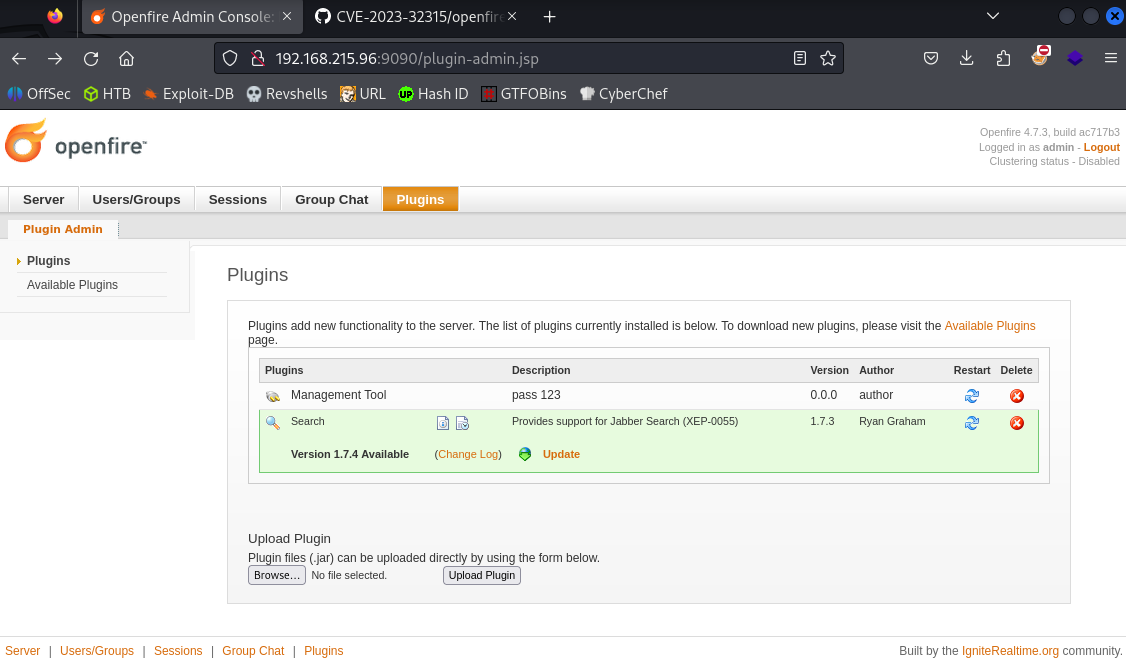 Openfire Admin Console:
CVE-2023-32315/openfire
192.168.215.96:9090/plugin-admin.jsp
OffSec HTB Exploit-DB Revshells URL UP Hash ID GTFOBins CyberChef
openfire™
Openfire 4.7.3, build ac717b3
Logged in as admin - Logout
Clustering status - Disabled
Server Users/Groups Sessions Group Chat Plugins
Plugin Admin
Plugins
Available Plugins
Plugins
Plugins add new functionality to the server. The list of plugins currently installed is below. To download new plugins, please visit the Available Plugins
page.
Plugins Description Version Author Restart Delete
Management Tool pass 123 0.0.0 author
Search Provides support for Jabber Search (XEP-0055) 1.7.3 Ryan Graham
Version 1.7.4 Available (Change Log) Update
Upload Plugin
Plugin files (.jar) can be uploaded directly by using the form below.
Browse... No file selected. Upload Plugin
Server | Users/Groups | Sessions | Group Chat | Plugins
Built by the IgniteRealtime.org community.